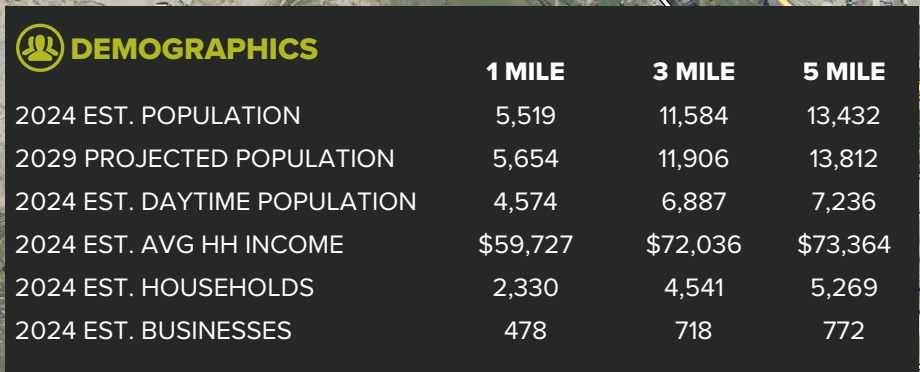 DEMOGRAPHICS
1 MILE 3 MILE 5 MILE
2024 EST. POPULATION 5,519 11,584 13,432
2029 PROJECTED POPULATION 5,654 11,906 13,812
2024 EST. DAYTIME POPULATION 4,574 6,887 7,236
2024 EST. AVG HH INCOME $59,727 $72,036 $73,364
2024 EST. HOUSEHOLDS 2,330 4,541 5,269
2024 EST. BUSINESSES 478 718 772